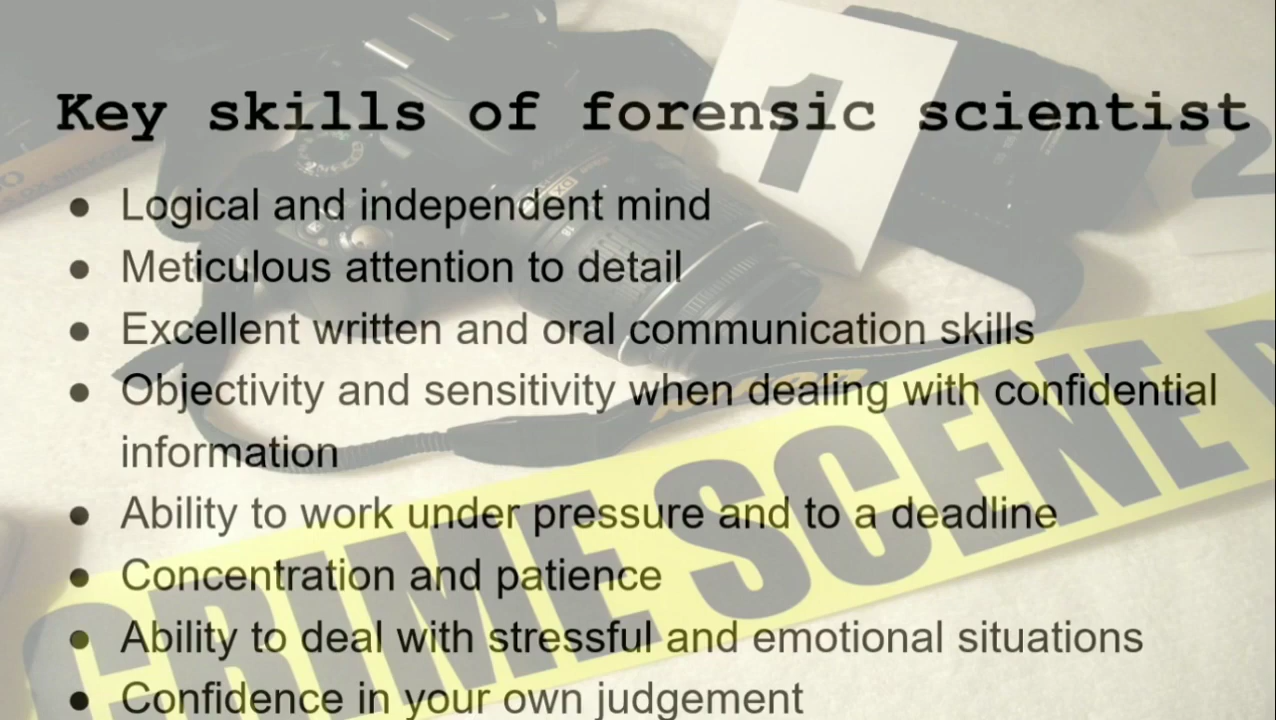 Key skills of forensic scientist
● Logical and independent mind
● Meticulous attention to detail
● Excellent written and oral communication skills
● Objectivity and sensitivity when dealing with confidential
information
● Ability to work under pressure and to a deadline
● Concentration and patience
● Ability to deal with stressful and emotional situations
● Confidence in your own judgement
1
2
CRIME SCENE